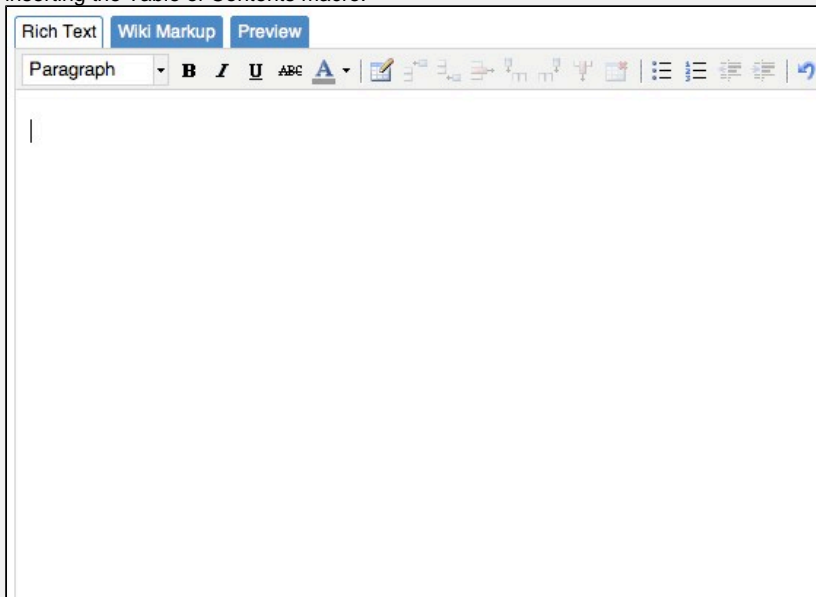 inserting the Table of Contents macro.
Rich Text Wiki Markup Preview
Paragraph B I U ABC A